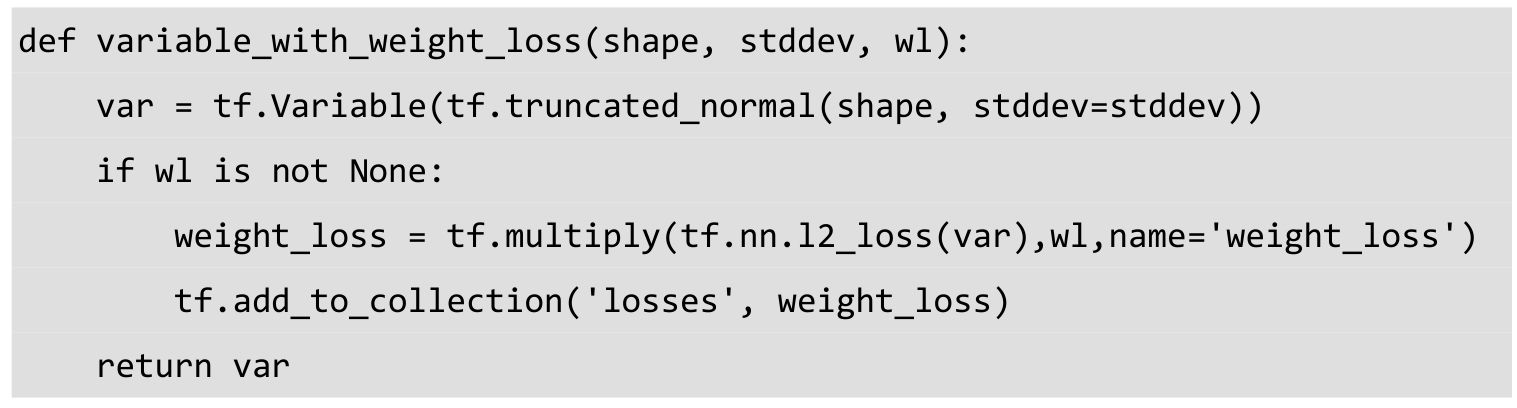 def variable_with_weight_loss(shape, stddev, wl):
    var = tf.Variable(tf.truncated_normal(shape, stddev=stddev))
    if wl is not None:
        weight_loss = tf.multiply(tf.nn.l2_loss(var),wl,name='weight_loss')
        tf.add_to_collection('losses', weight_loss)
    return var